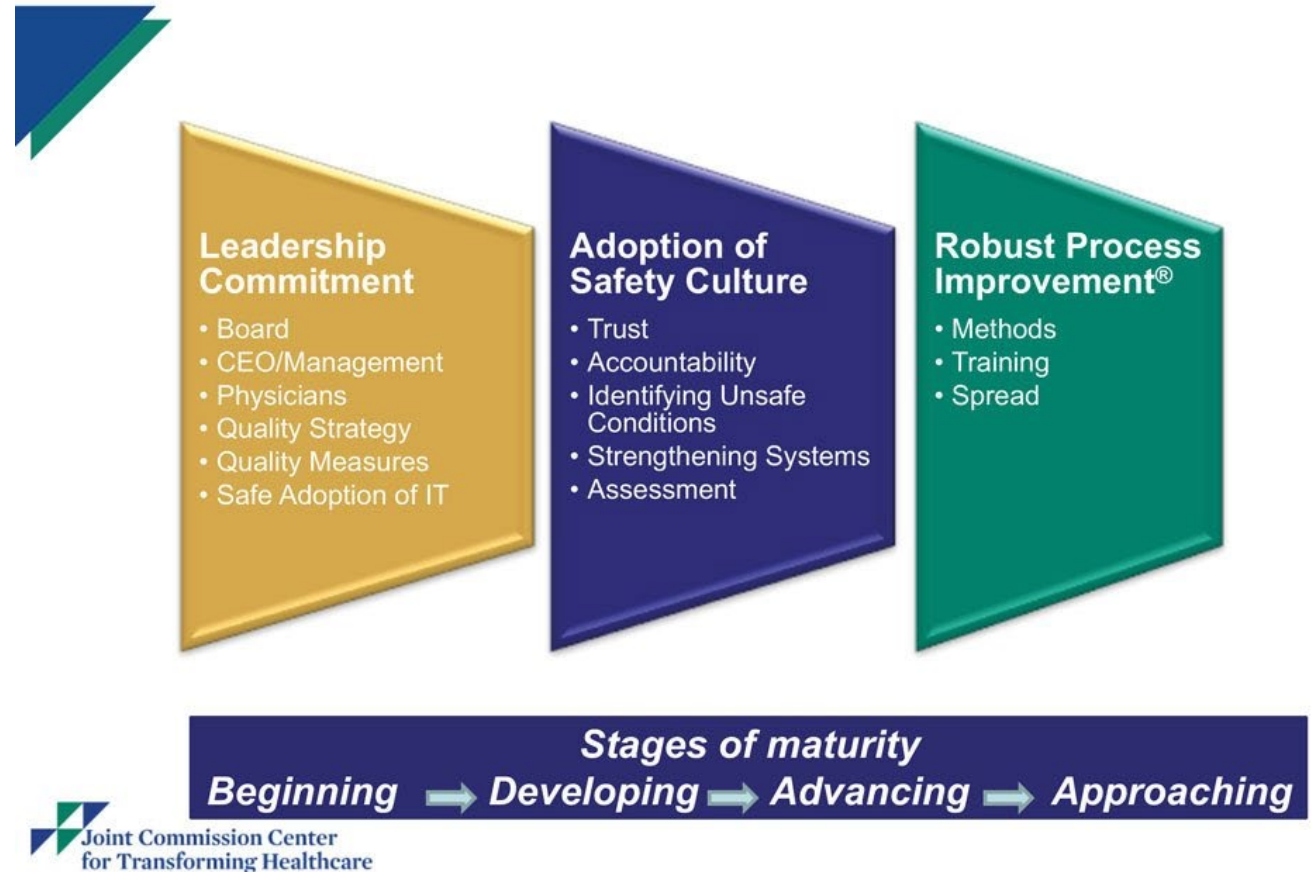 Leadership
Commitment
• Board
• CEO/Management
• Physicians
• Quality Strategy
• Quality Measures
• Safe Adoption of IT
Adoption of
Safety Culture
• Trust
• Accountability
• Identifying Unsafe
Conditions
• Strengthening Systems
• Assessment
Robust Process
Improvement®
• Methods
• Training
• Spread
Stages of maturity
Beginning → Developing → Advancing → Approaching
Joint Commission Center
for Transforming Healthcare